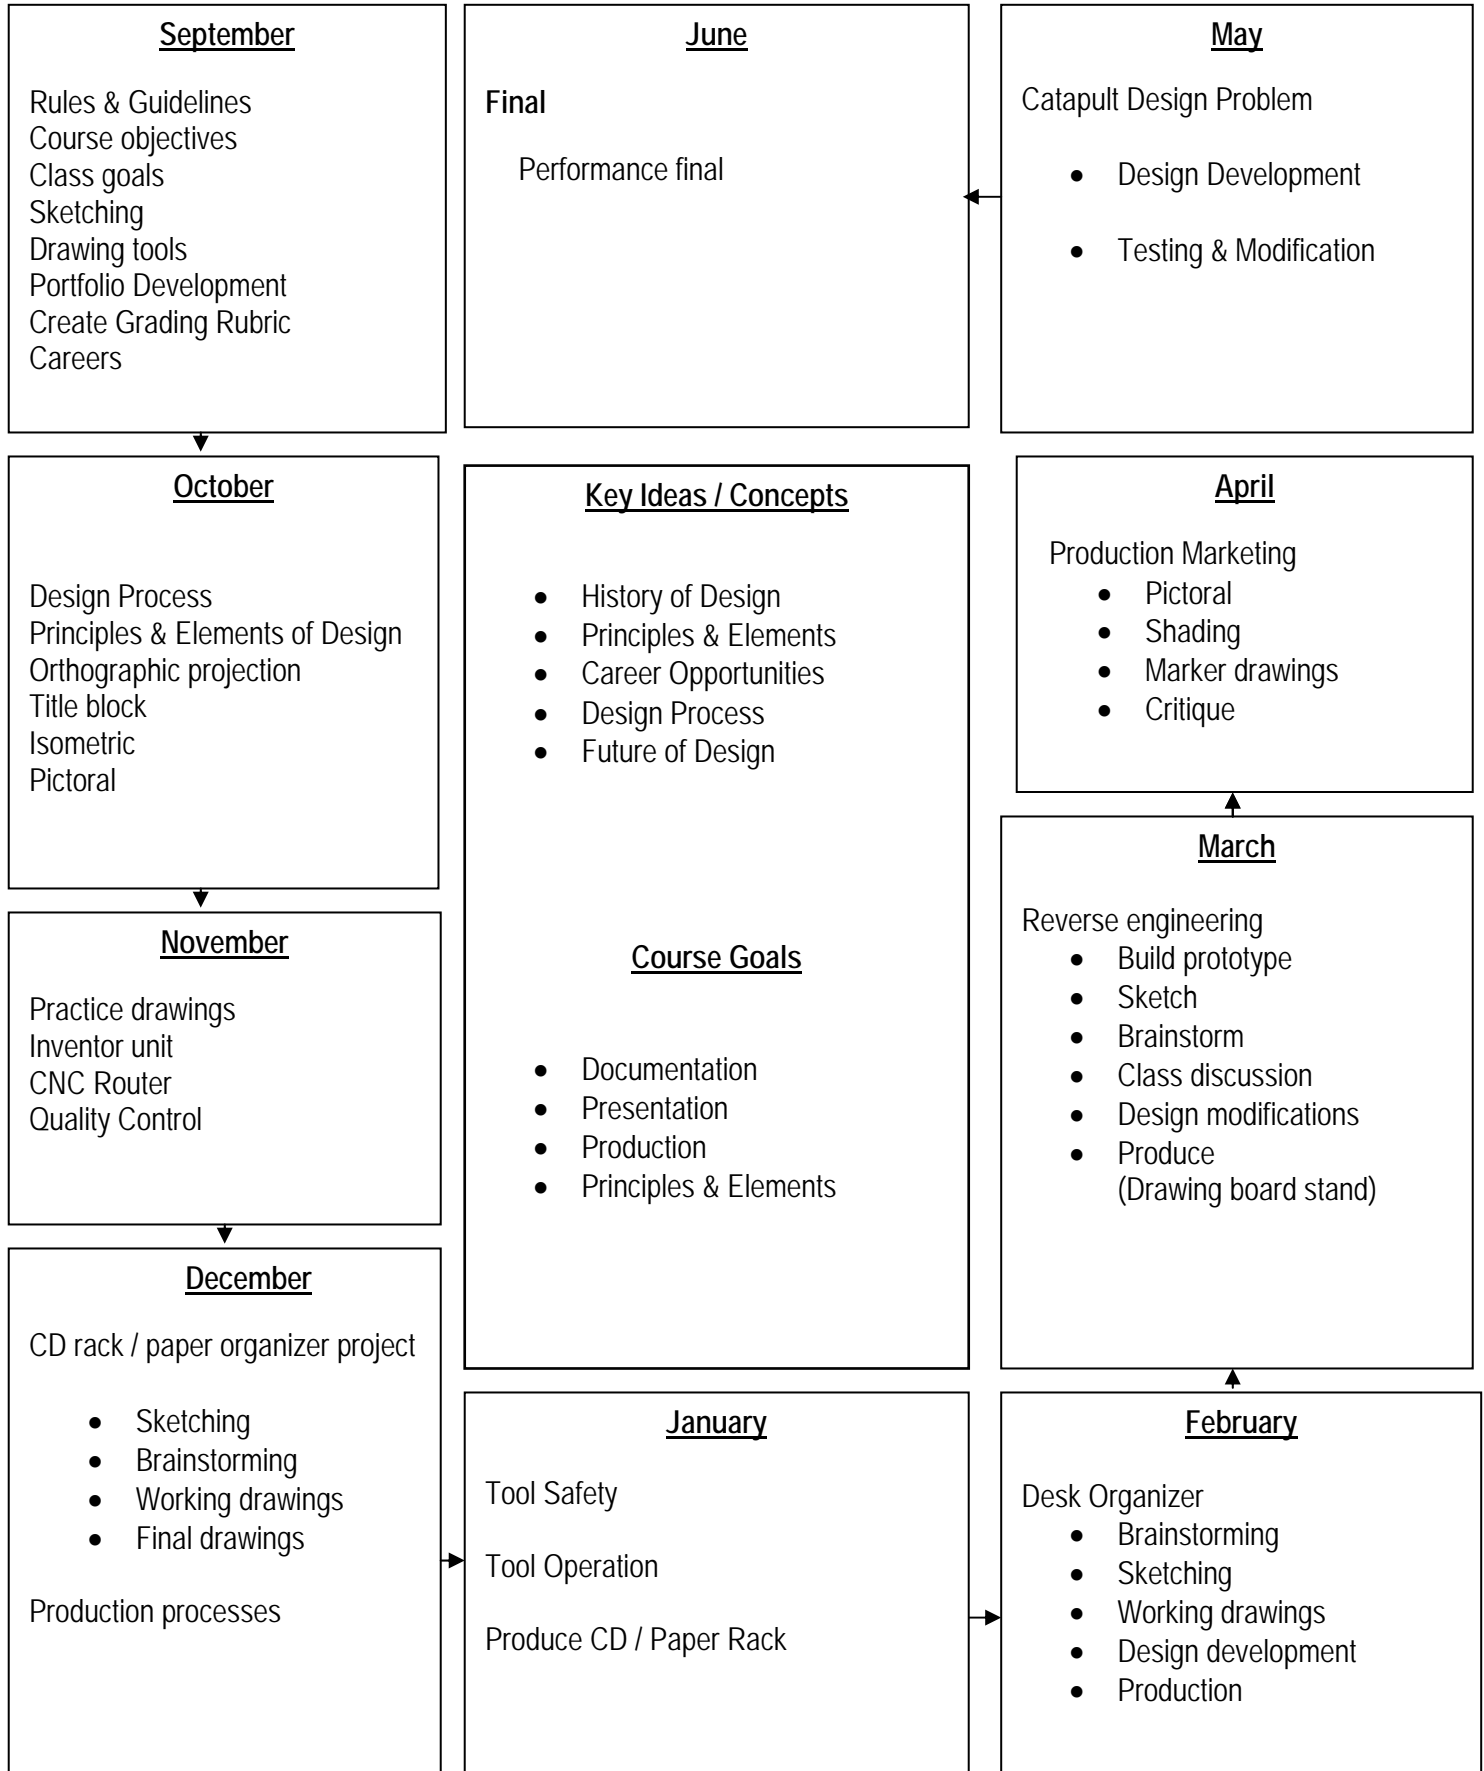 September
Rules & Guidelines
Course objectives
Class goals
Sketching
Drawing tools
Portfolio Development
Create Grading Rubric
Careers
October
Design Process
Principles & Elements of Design
Orthographic projection
Title block
Isometric
Pictoral
November
Practice drawings
Inventor unit
CNC Router
Quality Control
December
CD rack / paper organizer project
• Sketching
• Brainstorming
• Working drawings
• Final drawings
Production processes
January
Tool Safety
Tool Operation
Produce CD / Paper Rack
February
Desk Organizer
• Brainstorming
• Sketching
• Working drawings
• Design development
• Production
March
Reverse engineering
• Build prototype
• Sketch
• Brainstorm
• Class discussion
• Design modifications
• Produce
(Drawing board stand)
April
Production Marketing
• Pictoral
• Shading
• Marker drawings
• Critique
May
Catapult Design Problem
• Design Development
• Testing & Modification
June
Final
Performance final
Key Ideas / Concepts
• History of Design
• Principles & Elements
• Career Opportunities
• Design Process
• Future of Design
Course Goals
• Documentation
• Presentation
• Production
• Principles & Elements